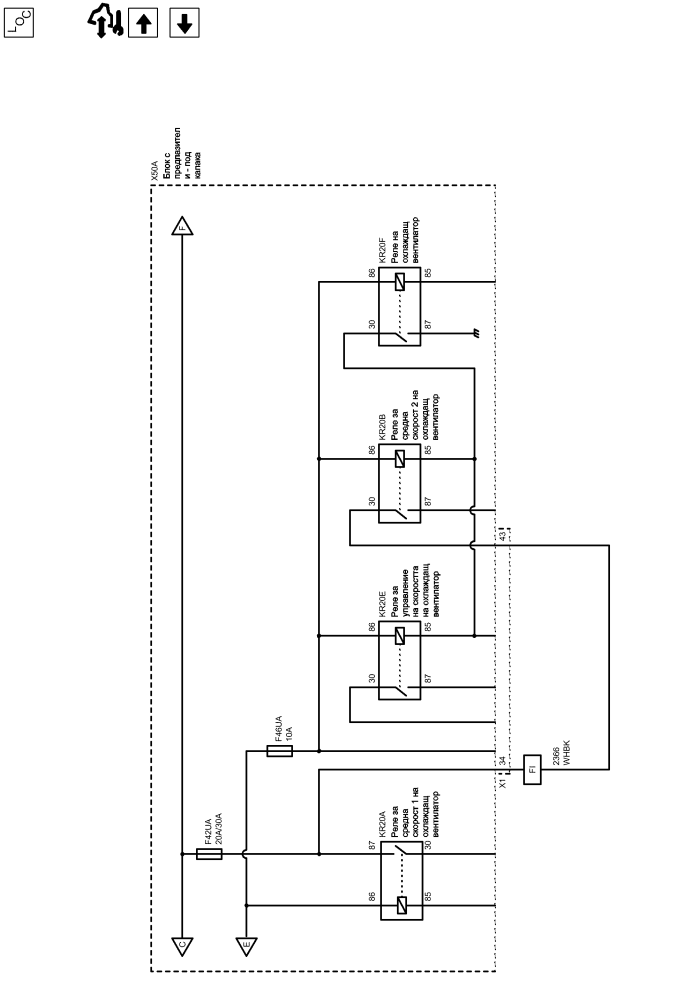 LOC
X50A
Блок с
предпазител
и - под
капака
F
KR20F
Реле на
охлаждащ
вентилатор
86
85
30
87
KR20B
Реле за
средна
скорост 2 на
охлаждащ
вентилатор
86
85
30
87
43
KR20E
Реле за
управление
на скоростта
на охлаждащ
вентилатор
86
85
30
87
F46UA
10A
X1
34
FI
2366
WHBK
F42UA
20A/30A
KR20A
Реле за
средна
скорост 1 на
охлаждащ
вентилатор
87
30
86
85
C
E